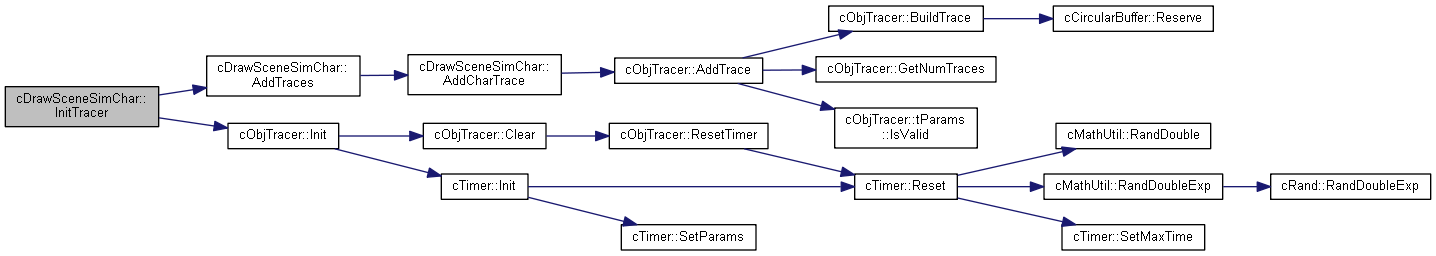 cDrawSceneSimChar::
InitTracer
cDrawSceneSimChar::
AddTraces
cDrawSceneSimChar::
AddCharTrace
cObjTracer::AddTrace
cObjTracer::BuildTrace
cCircularBuffer::Reserve
cObjTracer::GetNumTraces
cObjTracer::tParams
::IsValid
cObjTracer::Init
cObjTracer::Clear
cObjTracer::ResetTimer
cTimer::Init
cTimer::Reset
cTimer::SetParams
cMathUtil::RandDouble
cMathUtil::RandDoubleExp
cRand::RandDoubleExp
cTimer::SetMaxTime